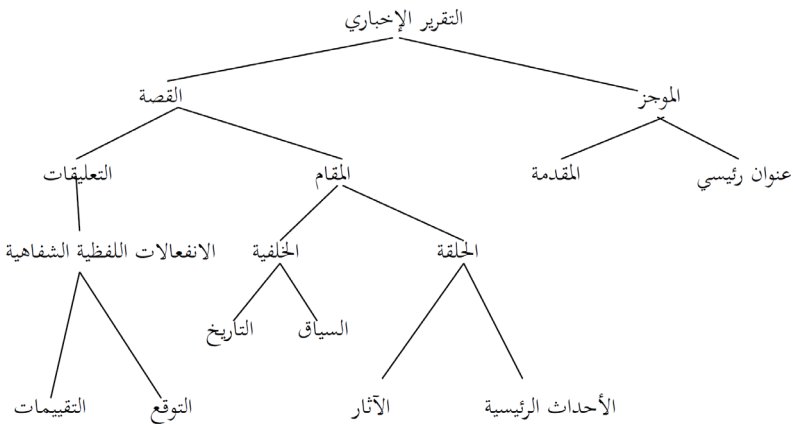 التقرير الإخباري
الموجز
القصة
عنوان رئيسي
المقدمة
المقام
التعليقات
الحلقة
الخلفية
الانفعالات اللفظية الشفاهية
السياق
التاريخ
الأحداث الرئيسية
الآثار
التوقع
التقييمات